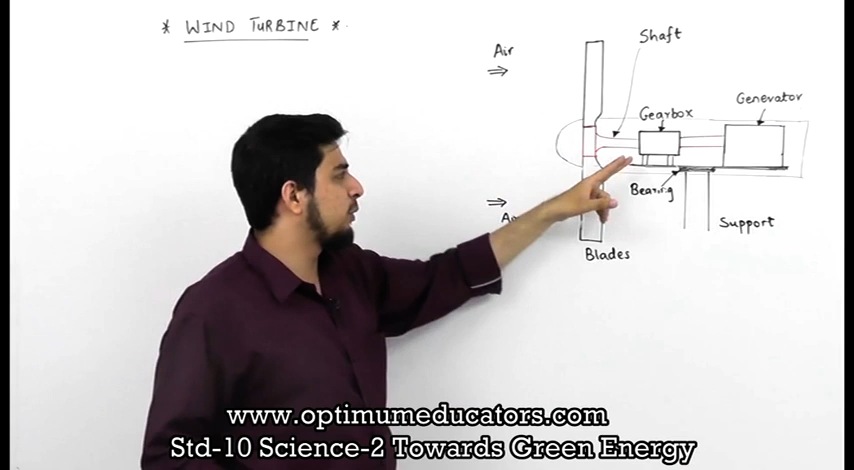 * WIND TURBINE *
Air
Shaft
Gearbox
Generator
Bearing
Support
Blades
www.optimumeducators.com
Std-10 Science-2 Towards Green Energy